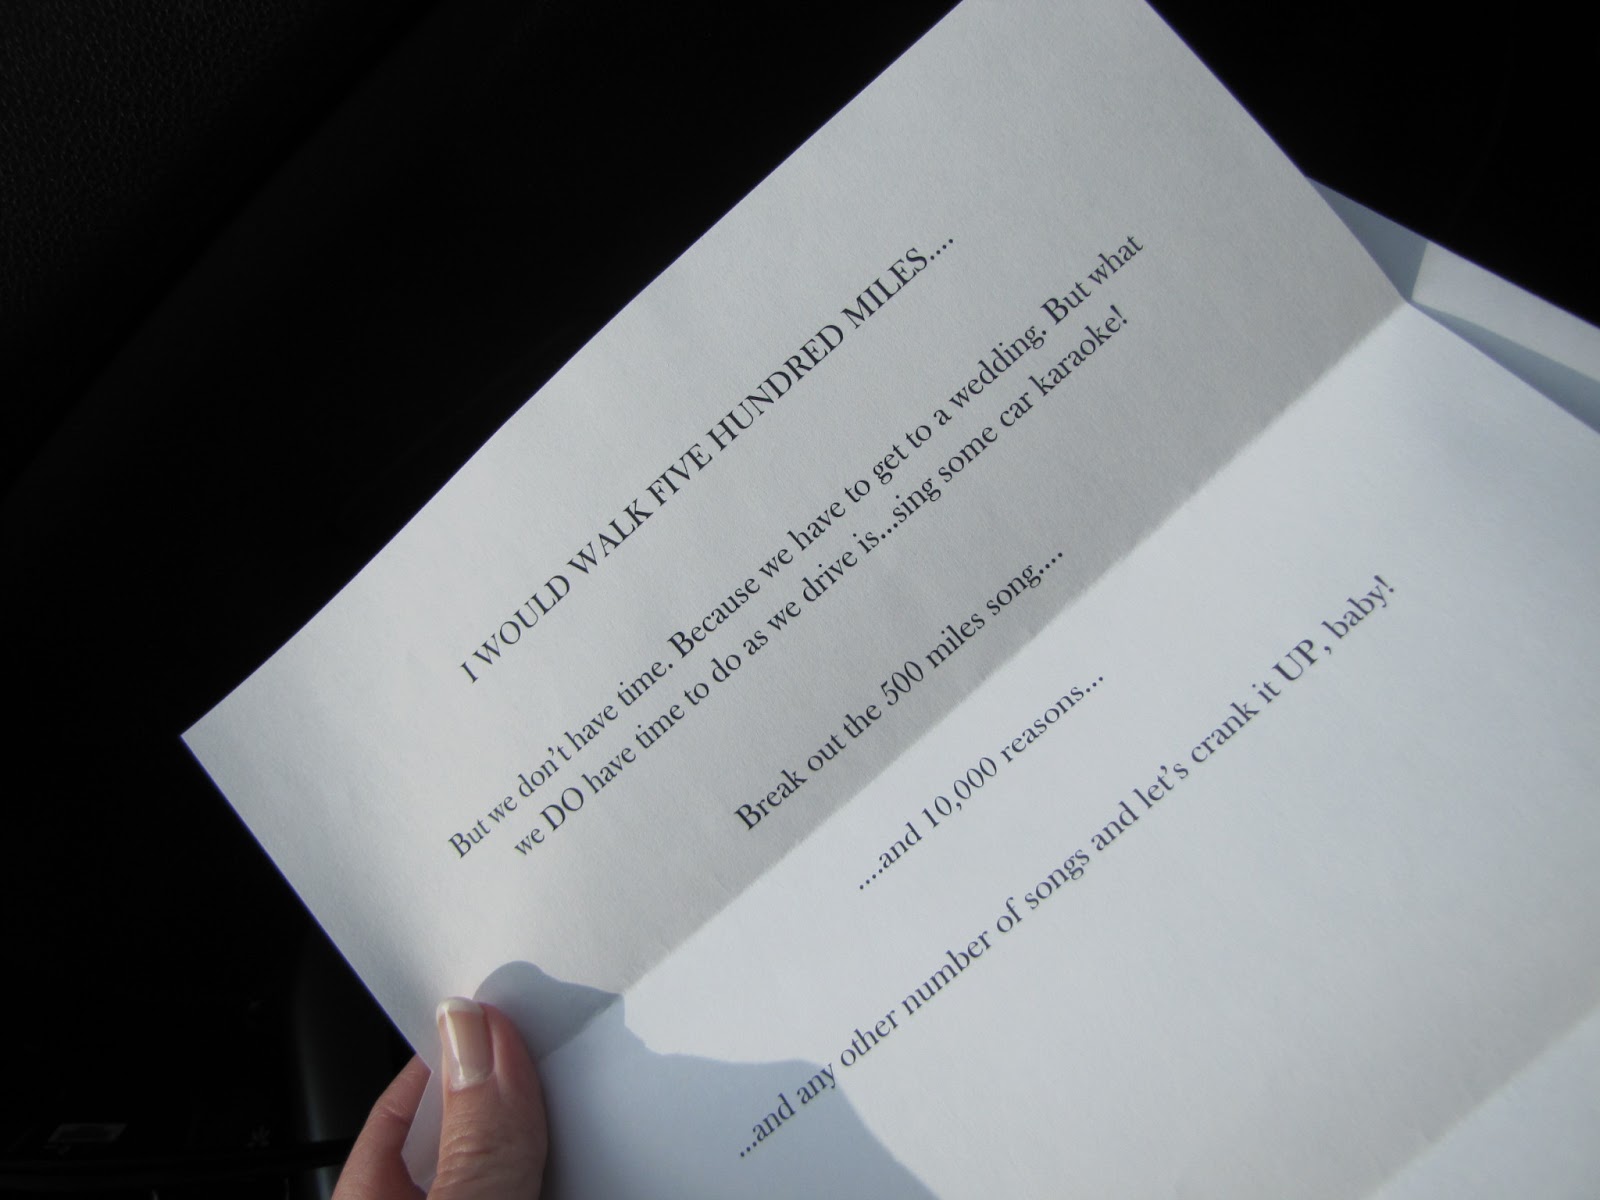 I WOULD WALK FIVE HUNDRED MILES....
But we don't have time. Because we have to get to a wedding. But what
we DO have time to do as we drive is...sing some car karaoke!
Break out the 500 miles song....
....and 10,000 reasons...
...and any other number of songs and let's crank it UP, baby!